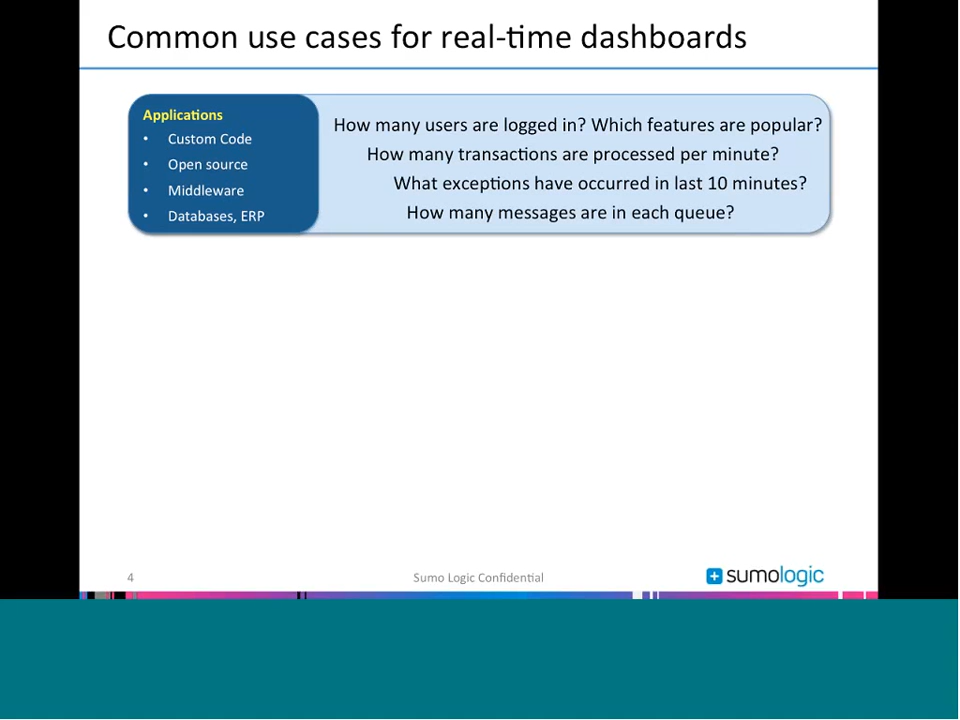 Common use cases for real-time dashboards
Applications
• Custom Code
• Open source
• Middleware
• Databases, ERP
How many users are logged in? Which features are popular?
How many transactions are processed per minute?
What exceptions have occurred in last 10 minutes?
How many messages are in each queue?
4
Sumo Logic Confidential
sumologic